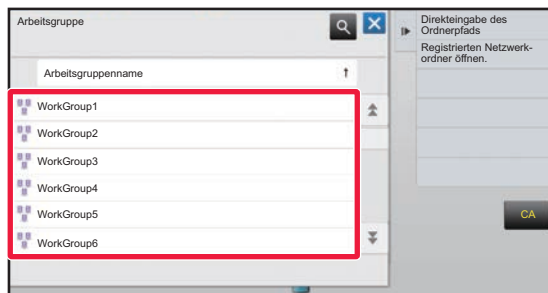 Arbeitsgruppe
Arbeitsgruppenname
WorkGroup1
WorkGroup2
WorkGroup3
WorkGroup4
WorkGroup5
WorkGroup6
Direkteingabe des
Ordnerpfads
Registrierten Netzwerk-
ordner öffnen.
CA